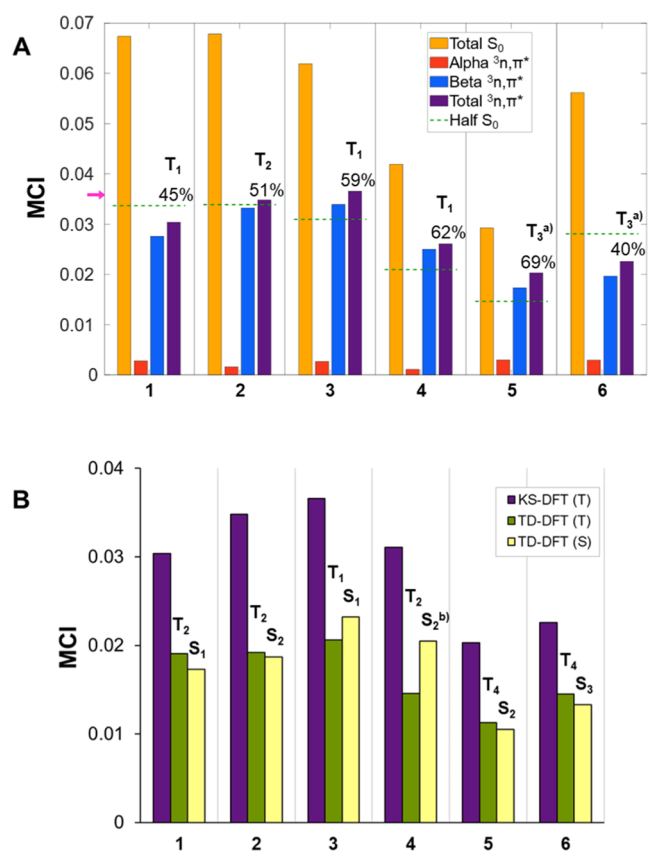 A
0.07
0.06
0.05
0.04
0.03
0.02
0.01
0
MCI
Total S₀
Alpha ³n,π*
Beta ³n,π*
Total ³n,π*
Half S₀
T₁
45%
T₂
51%
T₁
59%
T₁
62%
T₃ᵃ⁾
69%
T₃ᵃ⁾
40%
1 2 3 4 5 6
B
0.04
0.03
0.02
0.01
0
MCI
KS-DFT (T)
TD-DFT (T)
TD-DFT (S)
T₂
S₁
T₂
S₂
T₁
S₁
T₂
S₂ᵇ⁾
T₄
S₂
T₄
S₃
1 2 3 4 5 6